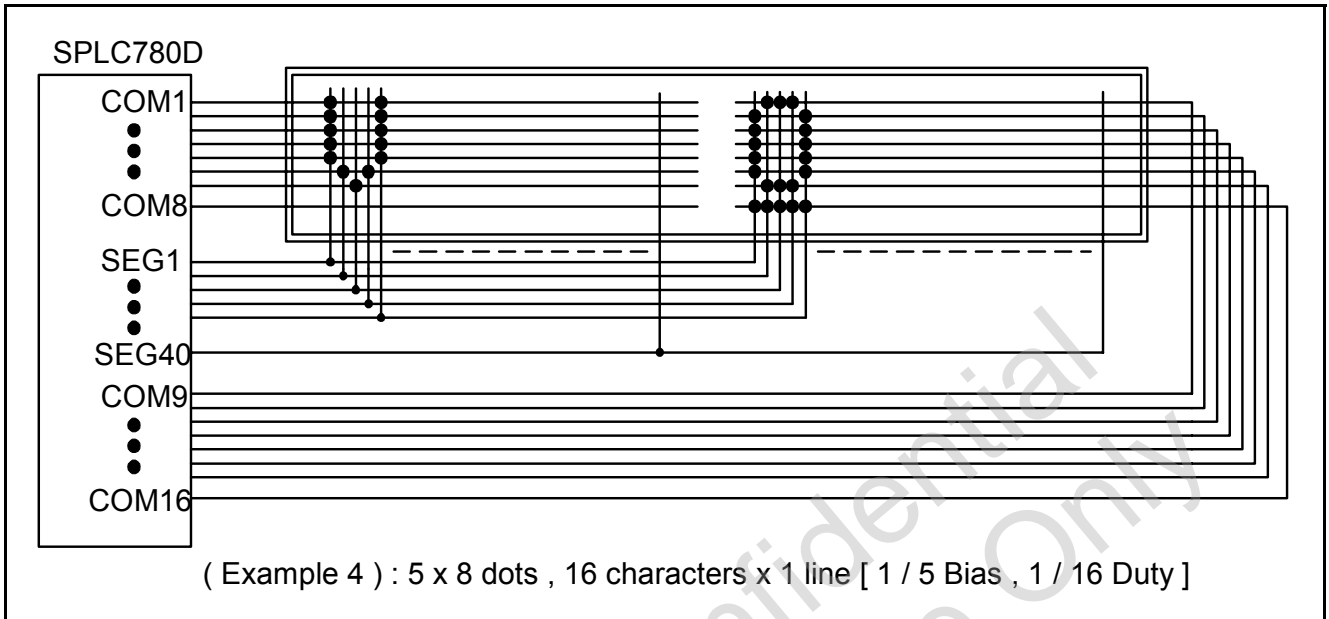 SPLC780D
COM1
COM8
SEG1
SEG40
COM9
COM16
( Example 4 ) : 5 x 8 dots , 16 characters x 1 line [ 1 / 5 Bias , 1 / 16 Duty ]
Only